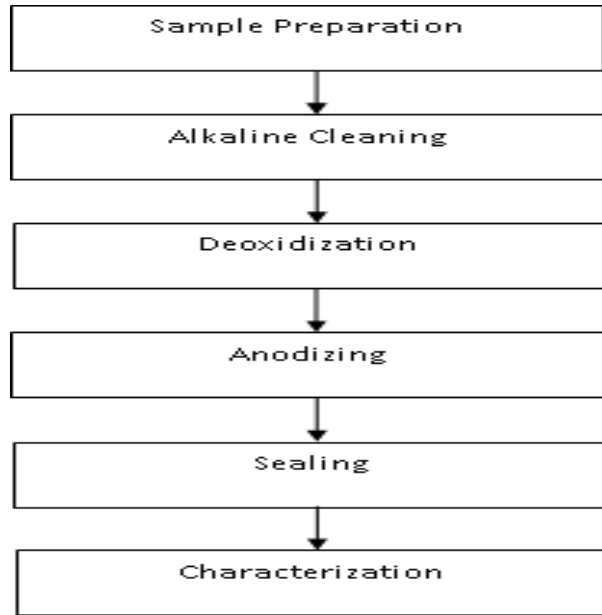 Sample Preparation
Alkaline Cleaning
Deoxidization
Anodizing
Sealing
Characterization